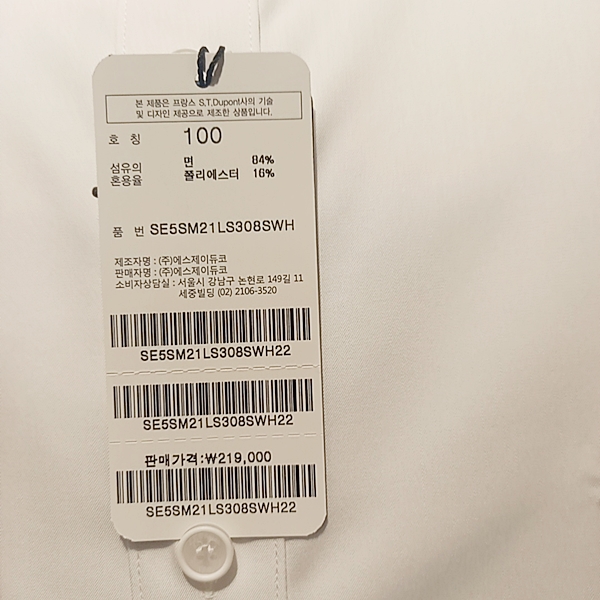 본 제품은 프랑스 S,T,Dupont사의 기술
및 디자인 제공으로 제조한 상품입니다.
호 칭 100
섬유의 면 84%
혼용율 폴리에스터 16%
품 번 SE5SM21LS308SWH
제조자명 : (주)에스제이듀코
판매자명 : (주)에스제이듀코
소비자상담실 : 서울시 강남구 논현로 149길 11
세중빌딩 (02) 2106-3520
SE5SM21LS308SWH22
SE5SM21LS308SWH22
판매가격:₩219,000
SE5SM21LS308SWH22